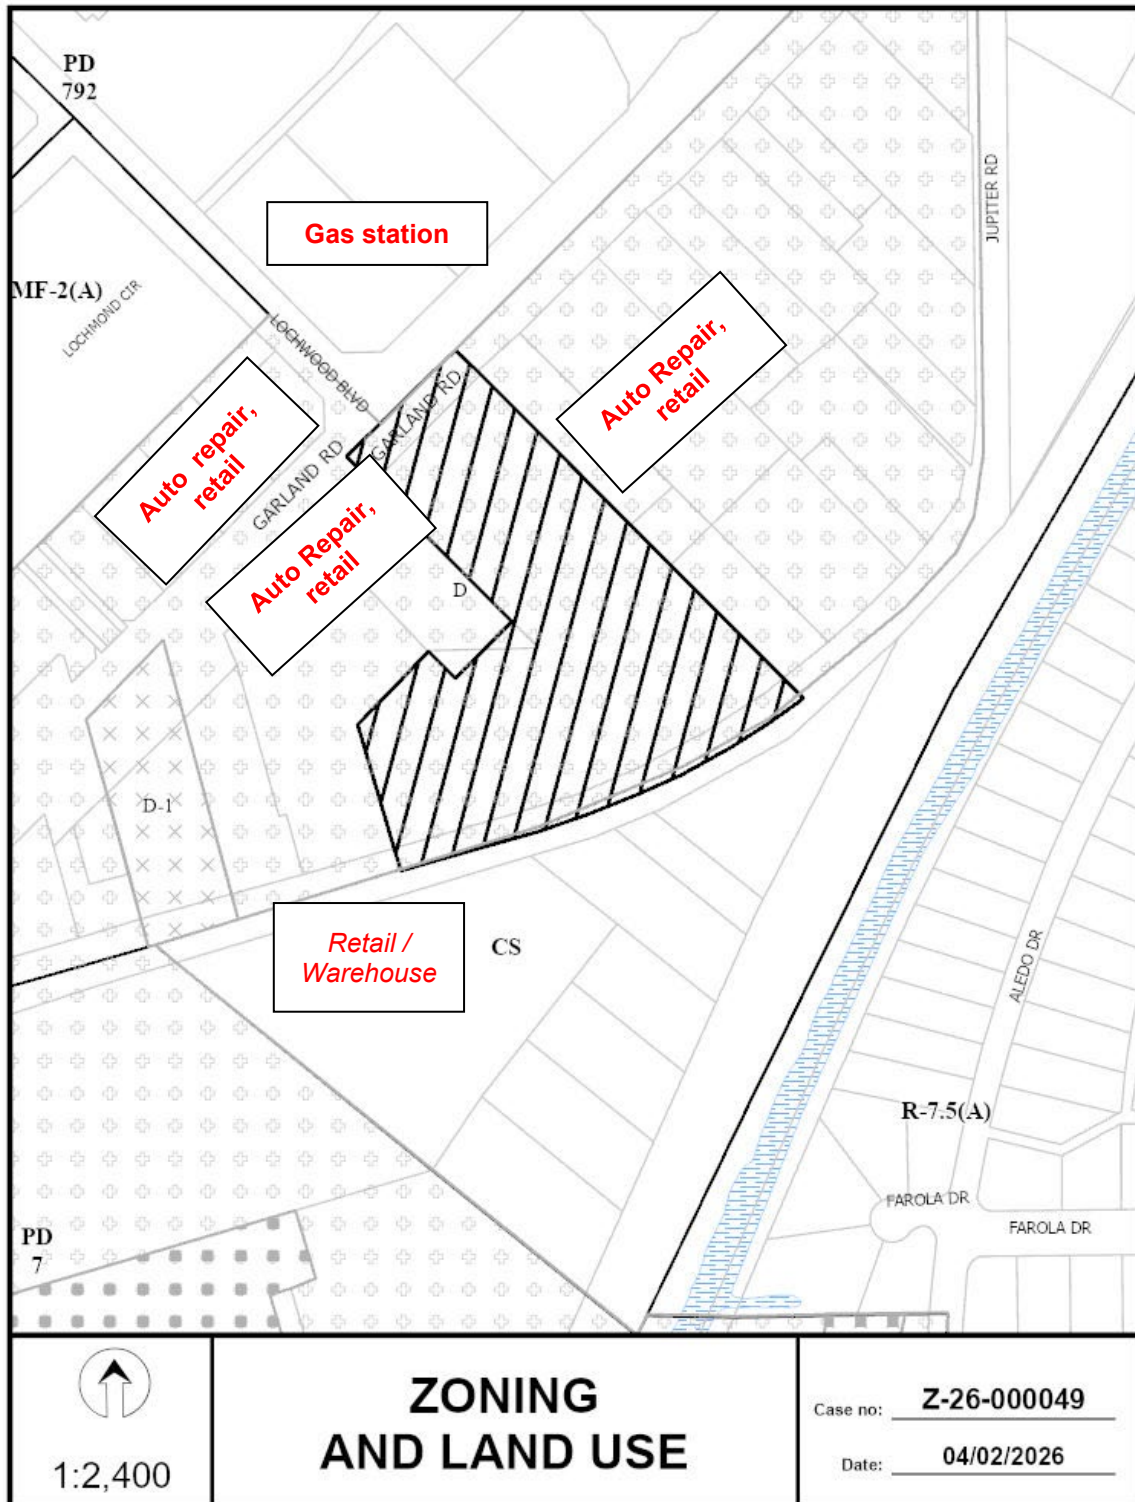 PD
792
Gas station
JUPITER RD
MF-2(A)
LOCHMOND CIR
LOCHWOOD BLVD
GARLAND RD
Auto Repair,
retail
Auto repair,
retail
GARLAND RD
Auto Repair,
retail
D
D-1
Retail /
Warehouse
CS
ALEDO DR
R-7.5(A)
FAROLA DR
FAROLA DR
PD
7
1:2,400
ZONING
AND LAND USE
Case no: Z-26-000049
Date: 04/02/2026